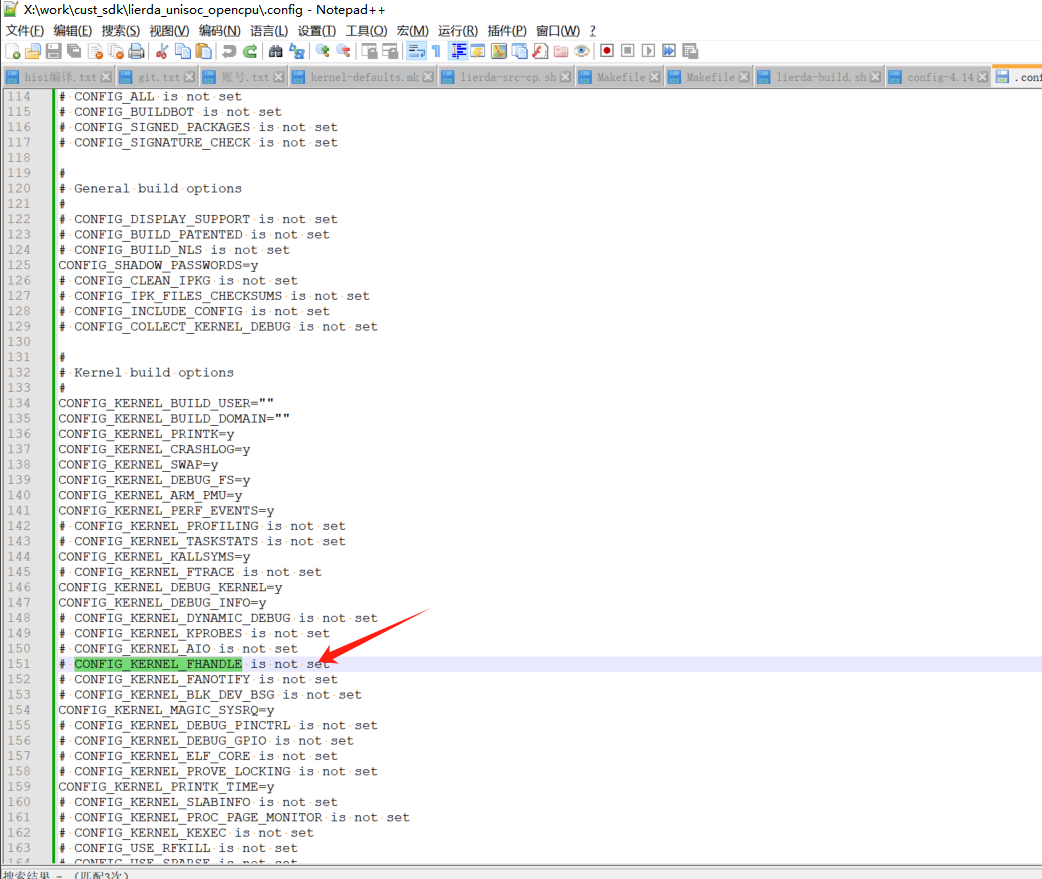 X:\work\cust_sdk\lierda_unisoc_opencpu\.config - Notepad++
文件(F) 编辑(E) 搜索(S) 视图(V) 编码(N) 语言(L) 设置(T) 工具(O) 宏(M) 运行(R) 插件(P) 窗口(W) ?
hisi编译.txt git.txt 账号.txt kernel-defaults.mk lierda-src-cp.sh Makefile Makefile lierda-build.sh config-4.14 .conf
114 # CONFIG_ALL is not set
115 # CONFIG_BUILDBOT is not set
116 # CONFIG_SIGNED_PACKAGES is not set
117 # CONFIG_SIGNATURE_CHECK is not set
118
119 #
120 # General build options
121 #
122 # CONFIG_DISPLAY_SUPPORT is not set
123 # CONFIG_BUILD_PATENTED is not set
124 # CONFIG_BUILD_NLS is not set
125 CONFIG_SHADOW_PASSWORDS=y
126 # CONFIG_CLEAN_IPKG is not set
127 # CONFIG_IPK_FILES_CHECKSUMS is not set
128 # CONFIG_INCLUDE_CONFIG is not set
129 # CONFIG_COLLECT_KERNEL_DEBUG is not set
130
131 #
132 # Kernel build options
133 #
134 CONFIG_KERNEL_BUILD_USER=""
135 CONFIG_KERNEL_BUILD_DOMAIN=""
136 CONFIG_KERNEL_PRINTK=y
137 CONFIG_KERNEL_CRASHLOG=y
138 CONFIG_KERNEL_SWAP=y
139 CONFIG_KERNEL_DEBUG_FS=y
140 CONFIG_KERNEL_ARM_PMU=y
141 CONFIG_KERNEL_PERF_EVENTS=y
142 # CONFIG_KERNEL_PROFILING is not set
143 # CONFIG_KERNEL_TASKSTATS is not set
144 CONFIG_KERNEL_KALLSYMS=y
145 # CONFIG_KERNEL_FTRACE is not set
146 CONFIG_KERNEL_DEBUG_KERNEL=y
147 CONFIG_KERNEL_DEBUG_INFO=y
148 # CONFIG_KERNEL_DYNAMIC_DEBUG is not set
149 # CONFIG_KERNEL_KPROBES is not set
150 # CONFIG_KERNEL_AIO is not set
151 # CONFIG_KERNEL_FHANDLE is not set
152 # CONFIG_KERNEL_FANOTIFY is not set
153 # CONFIG_KERNEL_BLK_DEV_BSG is not set
154 CONFIG_KERNEL_MAGIC_SYSRQ=y
155 # CONFIG_KERNEL_DEBUG_PINCTRL is not set
156 # CONFIG_KERNEL_DEBUG_GPIO is not set
157 # CONFIG_KERNEL_ELF_CORE is not set
158 # CONFIG_KERNEL_PROVE_LOCKING is not set
159 CONFIG_KERNEL_PRINTK_TIME=y
160 # CONFIG_KERNEL_SLABINFO is not set
161 # CONFIG_KERNEL_PROC_PAGE_MONITOR is not set
162 # CONFIG_KERNEL_KEXEC is not set
163 # CONFIG_USE_RFKILL is not set
164 # CONFIG_USE_SPARSE is not set
搜索结果 - (匹配3次)